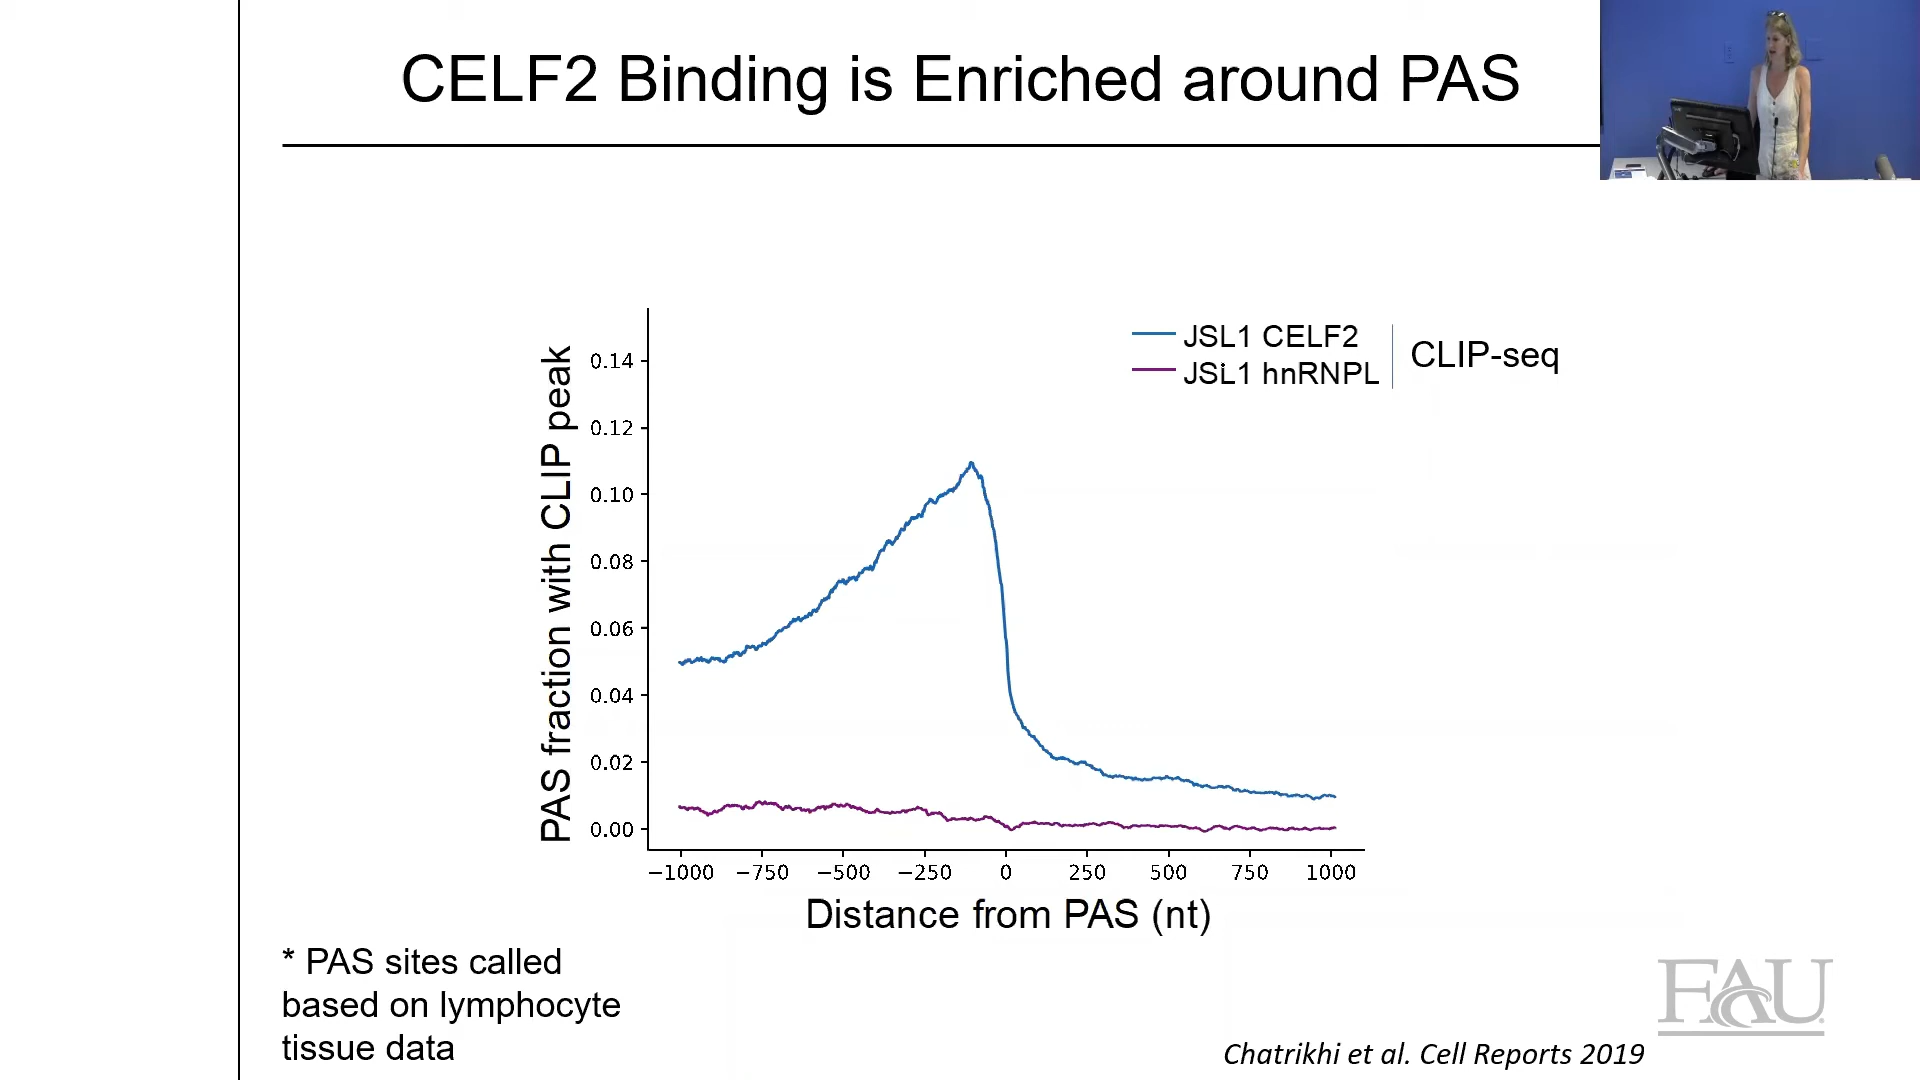 CELF2 Binding is Enriched around PAS
PAS fraction with CLIP peak
0.14
0.12
0.10
0.08
0.06
0.04
0.02
0.00
JSL1 CELF2
JSL1 hnRNPL
CLIP-seq
−1000 −750 −500 −250 0 250 500 750 1000
Distance from PAS (nt)
* PAS sites called
based on lymphocyte
tissue data
FAU
Chatrikhi et al. Cell Reports 2019